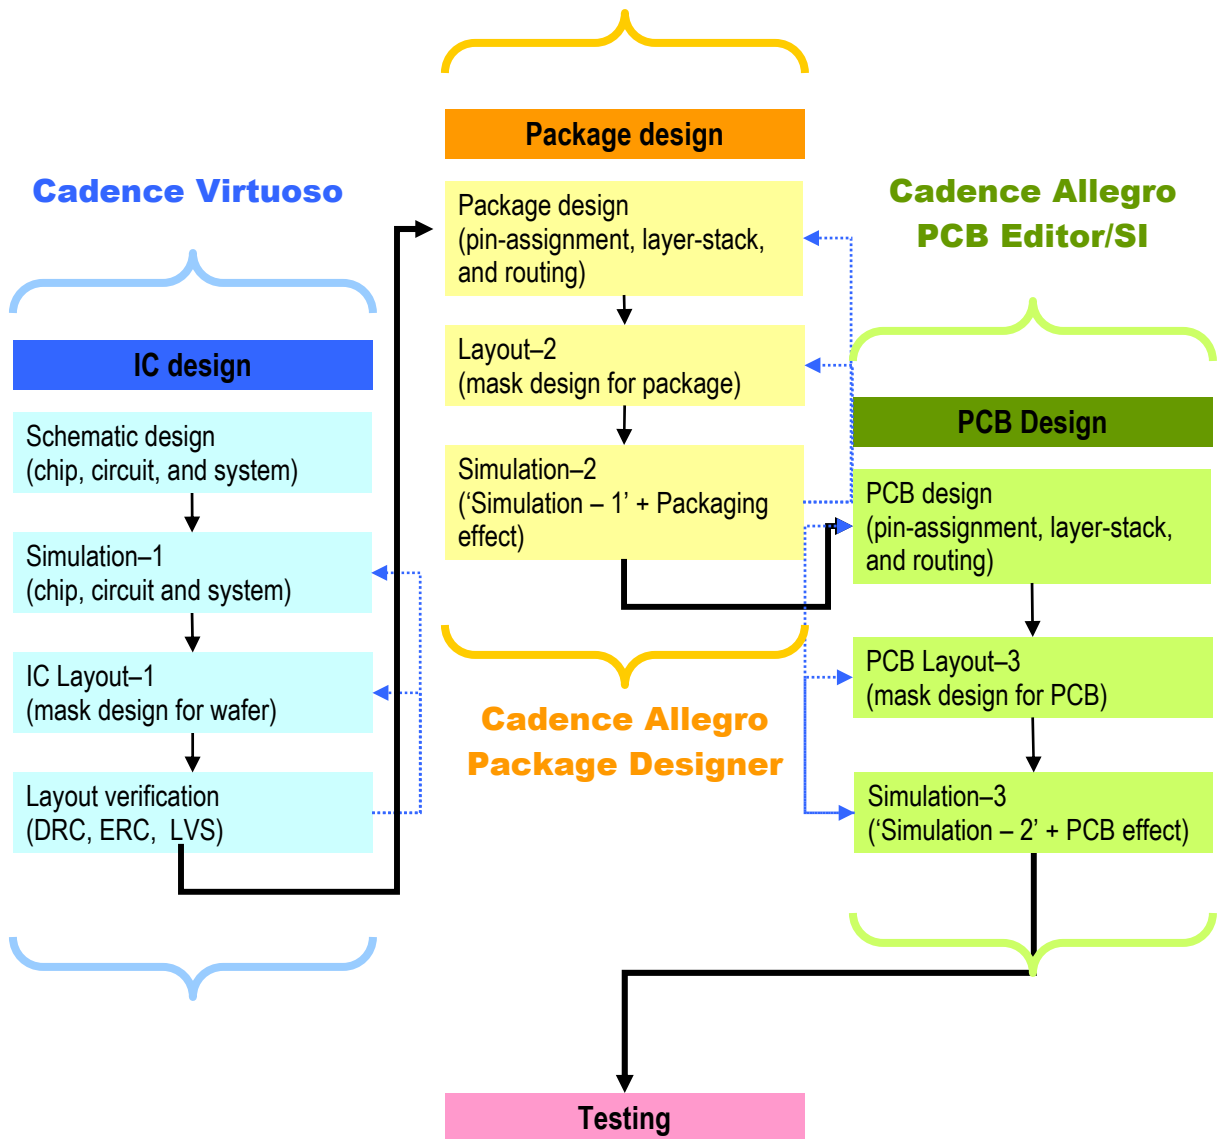 Cadence Virtuoso
IC design
Schematic design
(chip, circuit, and system)
Simulation–1
(chip, circuit and system)
IC Layout–1
(mask design for wafer)
Layout verification
(DRC, ERC,  LVS)
Package design
Package design
(pin-assignment, layer-stack,
and routing)
Layout–2
(mask design for package)
Simulation–2
(‘Simulation – 1’ + Packaging
effect)
Cadence Allegro
Package Designer
Cadence Allegro
PCB Editor/SI
PCB Design
PCB design
(pin-assignment, layer-stack,
and routing)
PCB Layout–3
(mask design for PCB)
Simulation–3
(‘Simulation – 2’ + PCB effect)
Testing